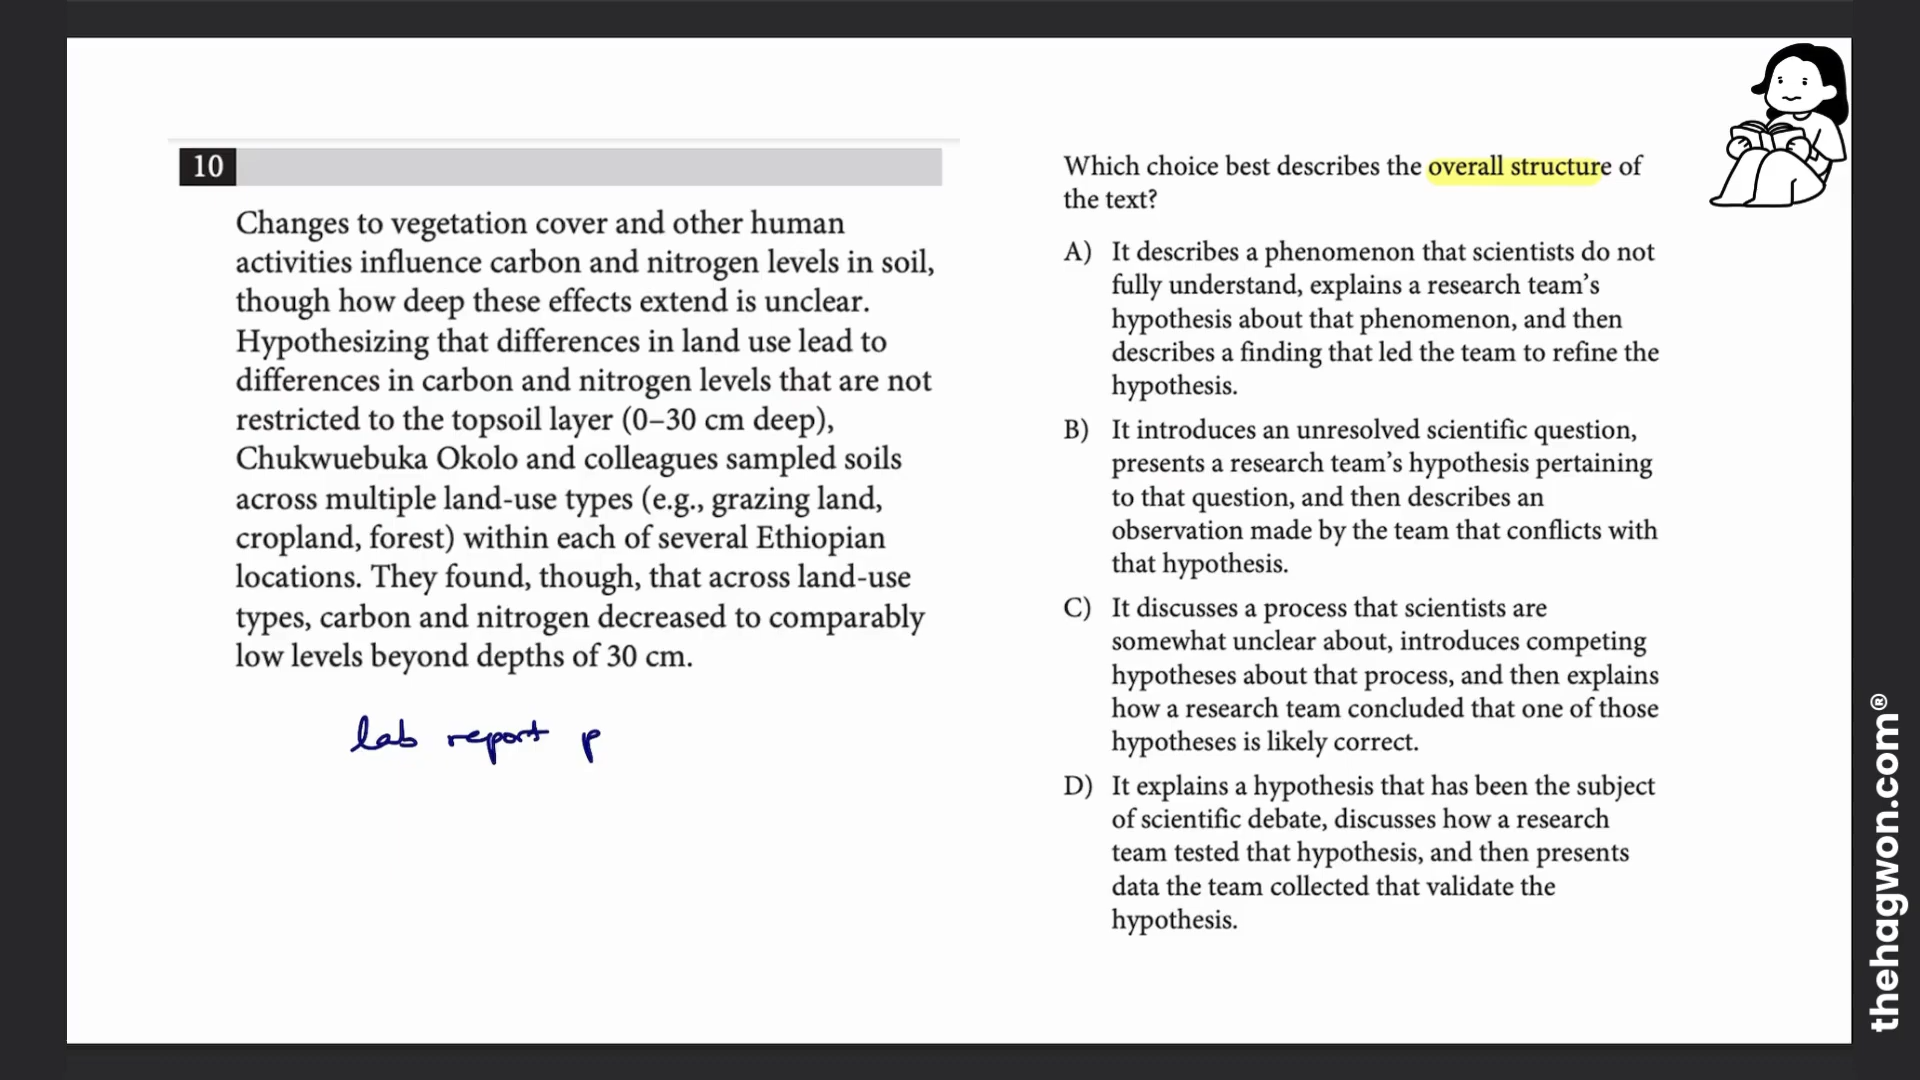 10
Changes to vegetation cover and other human
activities influence carbon and nitrogen levels in soil,
though how deep these effects extend is unclear.
Hypothesizing that differences in land use lead to
differences in carbon and nitrogen levels that are not
restricted to the topsoil layer (0–30 cm deep),
Chukwuebuka Okolo and colleagues sampled soils
across multiple land-use types (e.g., grazing land,
cropland, forest) within each of several Ethiopian
locations. They found, though, that across land-use
types, carbon and nitrogen decreased to comparably
low levels beyond depths of 30 cm.
lab report p
Which choice best describes the overall structure of
the text?
A) It describes a phenomenon that scientists do not
fully understand, explains a research team’s
hypothesis about that phenomenon, and then
describes a finding that led the team to refine the
hypothesis.
B) It introduces an unresolved scientific question,
presents a research team’s hypothesis pertaining
to that question, and then describes an
observation made by the team that conflicts with
that hypothesis.
C) It discusses a process that scientists are
somewhat unclear about, introduces competing
hypotheses about that process, and then explains
how a research team concluded that one of those
hypotheses is likely correct.
D) It explains a hypothesis that has been the subject
of scientific debate, discusses how a research
team tested that hypothesis, and then presents
data the team collected that validate the
hypothesis.
thehagwon.com®